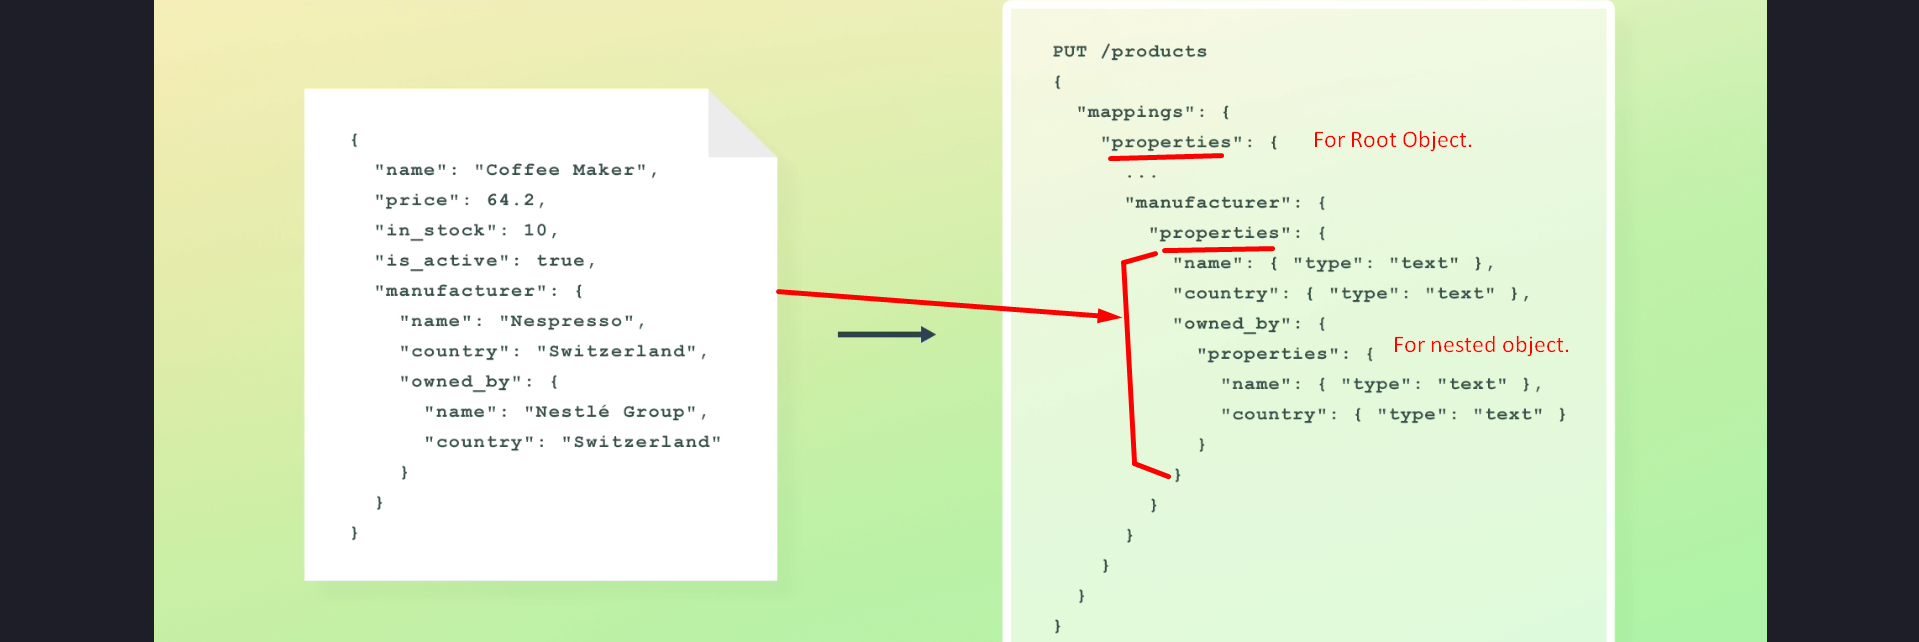 {
"name": "Coffee Maker",
"price": 64.2,
"in_stock": 10,
"is_active": true,
"manufacturer": {
"name": "Nespresso",
"country": "Switzerland",
"owned_by": {
"name": "Nestlé Group",
"country": "Switzerland"
}
}
}
PUT /products
{
"mappings": {
"properties": { For Root Object.
...
"manufacturer": {
"properties": {
"name": { "type": "text" },
"country": { "type": "text" },
"owned_by": {
"properties": { For nested object.
"name": { "type": "text" },
"country": { "type": "text" }
}
}
}
}
}
}
}